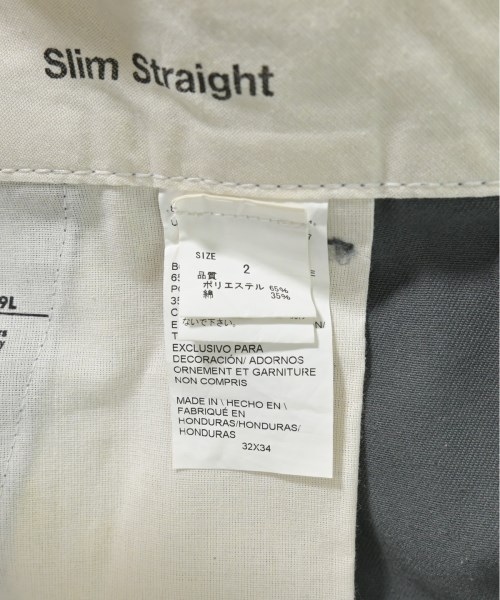 Slim Straight
SIZE
2
品質
ポリエステル 65%
綿 35%
ないで下さい。
EXCLUSIVO PARA
DECORACIÓN/ ADORNOS
ORNEMENT ET GARNITURE
NON COMPRIS
MADE IN \ HECHO EN \
FABRIQUÉ EN
HONDURAS/HONDURAS/
HONDURAS
32X34
9L